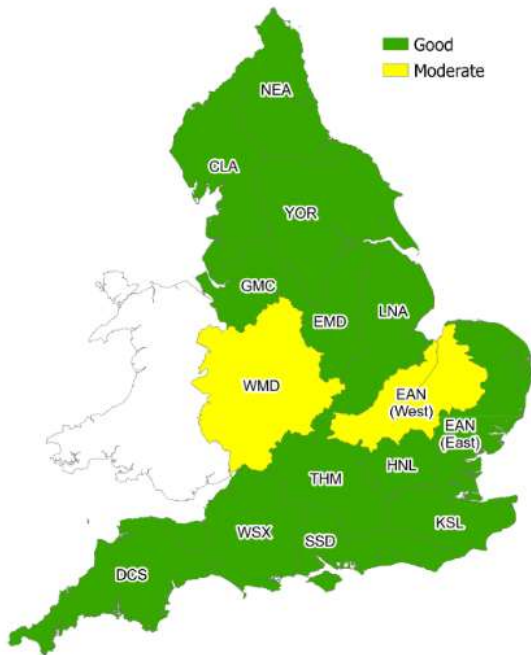 Good
Moderate
NEA
CLA
YOR
GMC
EMD
LNA
WMD
EAN
(West)
EAN
(East)
THM
HNL
WSX
SSD
KSL
DCS